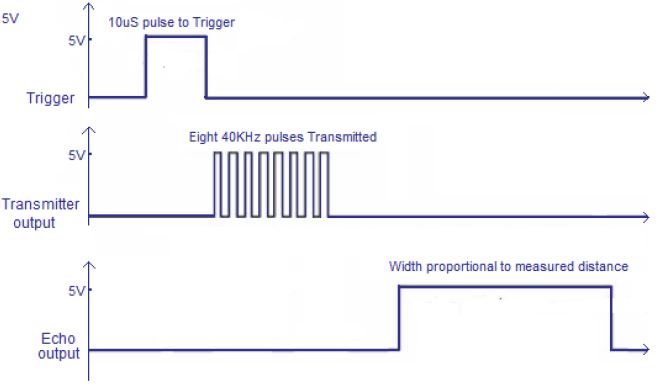 5V
10uS pulse to Trigger
5V
Trigger
Eight 40KHz pulses Transmitted
5V
Transmitter
output
Width proportional to measured distance
5V
Echo
output